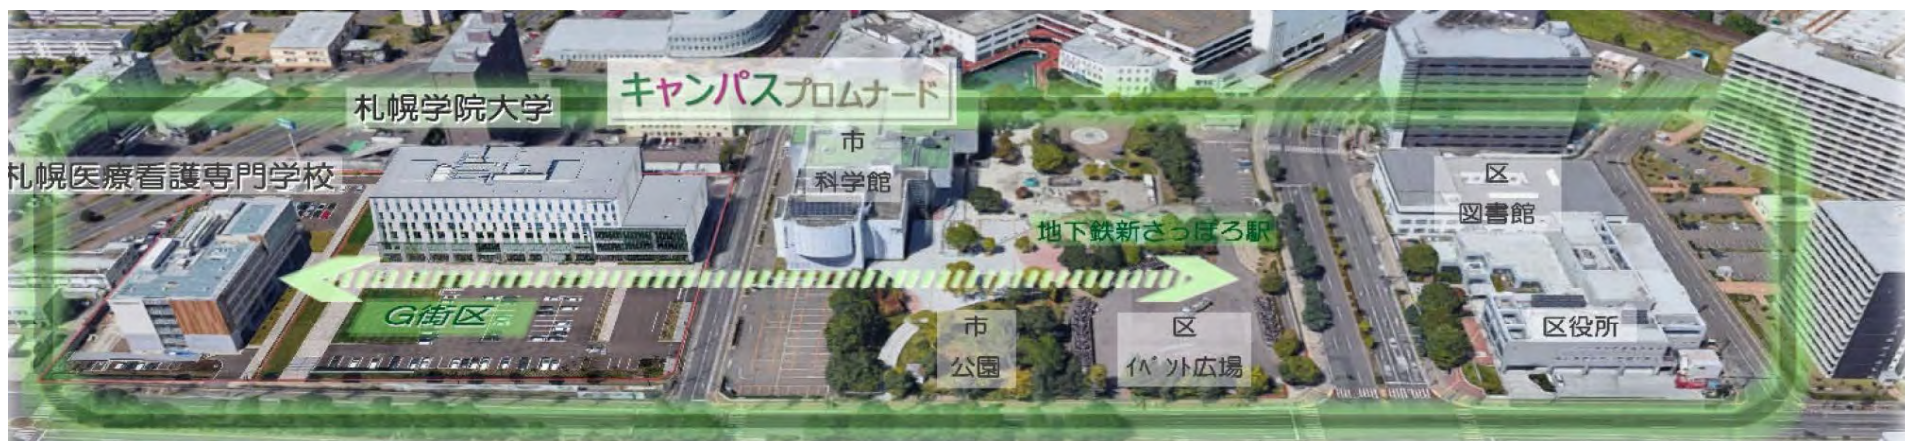 キャンパスプロムナード
札幌学院大学
札幌医療看護専門学校
市
科学館
区
図書館
地下鉄新さっぽろ駅
G街区
市
公園
区
イベント広場
区役所